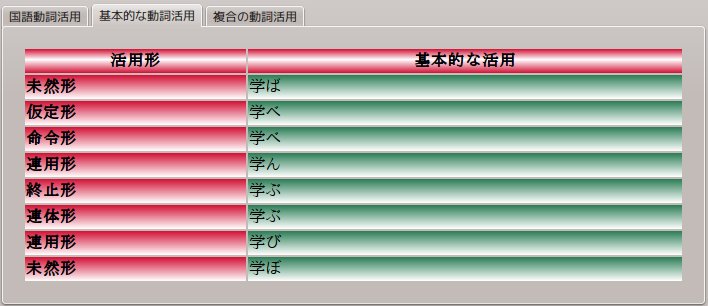 国語動詞活用 基本的な動詞活用 複合の動詞活用
活用形 基本的な活用
未然形 学ば
仮定形 学べ
命令形 学べ
連用形 学ん
終止形 学ぶ
連体形 学ぶ
連用形 学び
未然形 学ぼ